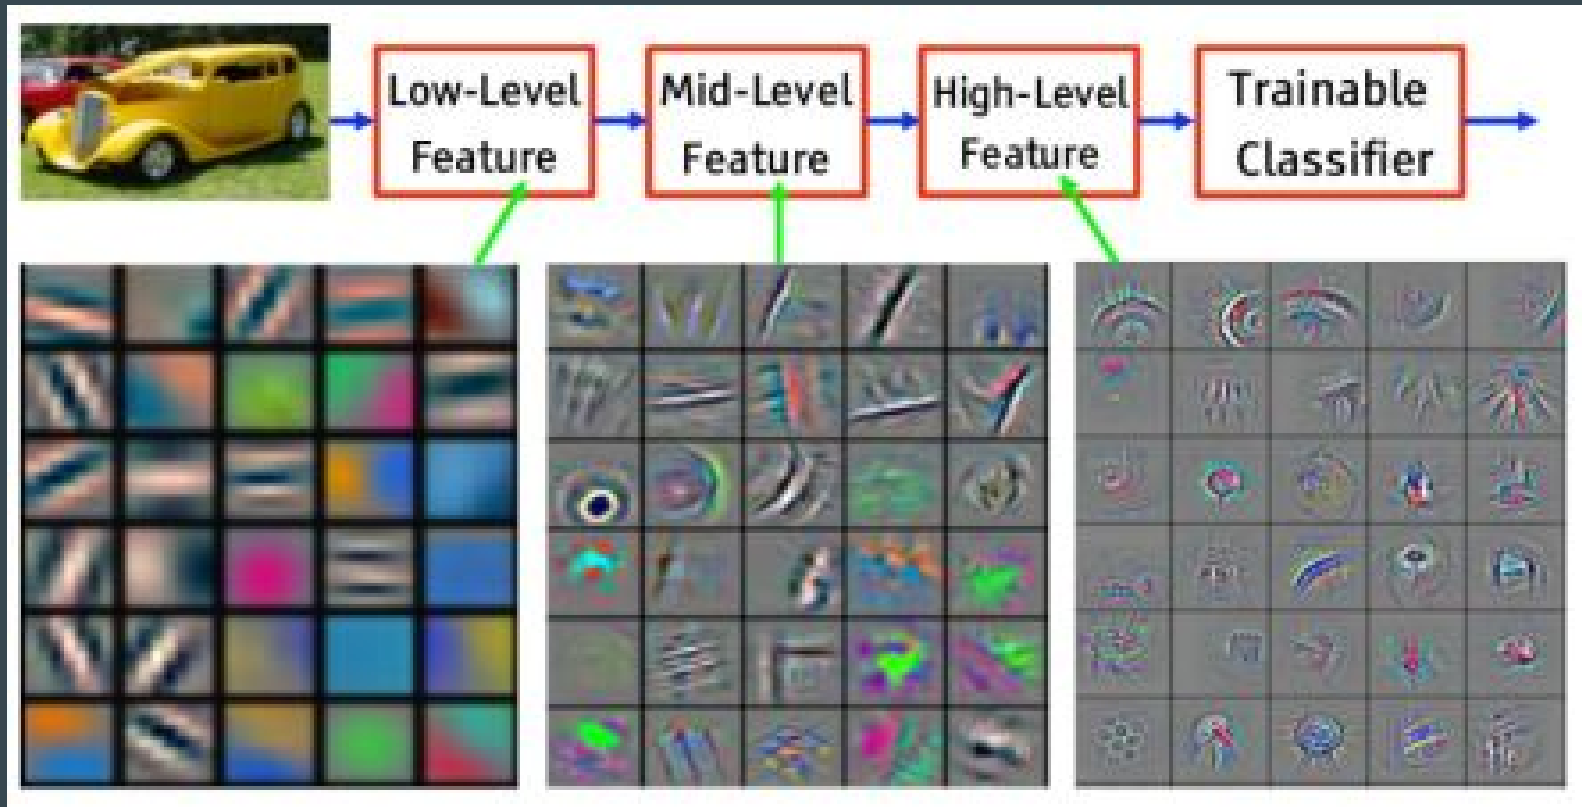 Low-Level
Feature
Mid-Level
Feature
High-Level
Feature
Trainable
Classifier